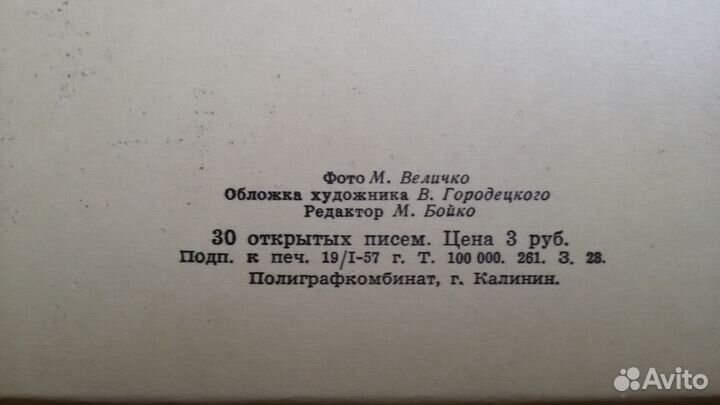 Фото М. Величко
Обложка художника В. Городецкого
Редактор М. Бойко
30 открытых писем. Цена 3 руб.
Подп. к печ. 19/I-57 г. Т. 100 000. 261. З. 28.
Полиграфкомбинат, г. Калинин.
Avito